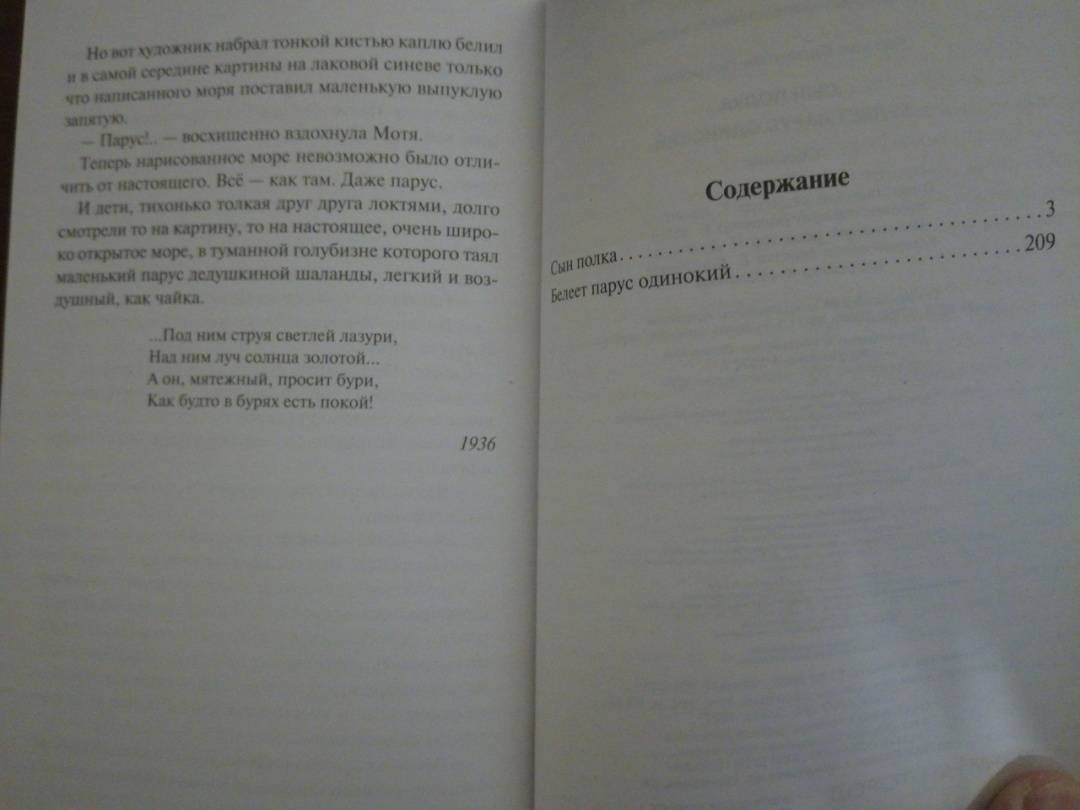 Но вот художник набрал тонкой кистью каплю белил
и в самой середине картины на лаковой синеве только
что написанного моря поставил маленькую выпуклую
запятую.
— Парус!.. — восхищенно вздохнула Мотя.
Теперь нарисованное море невозможно было отли-
чить от настоящего. Всё — как там. Даже парус.
И дети, тихонько толкая друг друга локтями, долго
смотрели то на картину, то на настоящее, очень широ-
ко открытое море, в туманной голубизне которого таял
маленький парус дедушкиной шаланды, легкий и воз-
душный, как чайка.
...Под ним струя светлей лазури,
Над ним луч солнца золотой...
А он, мятежный, просит бури,
Как будто в бурях есть покой!
1936
Содержание
Сын полка . . . . . . . . . . . . . . . . . . . . . . . . . . . . . . . . . . . . . . 3
Белеет парус одинокий . . . . . . . . . . . . . . . . . . . . . . . . . . 209